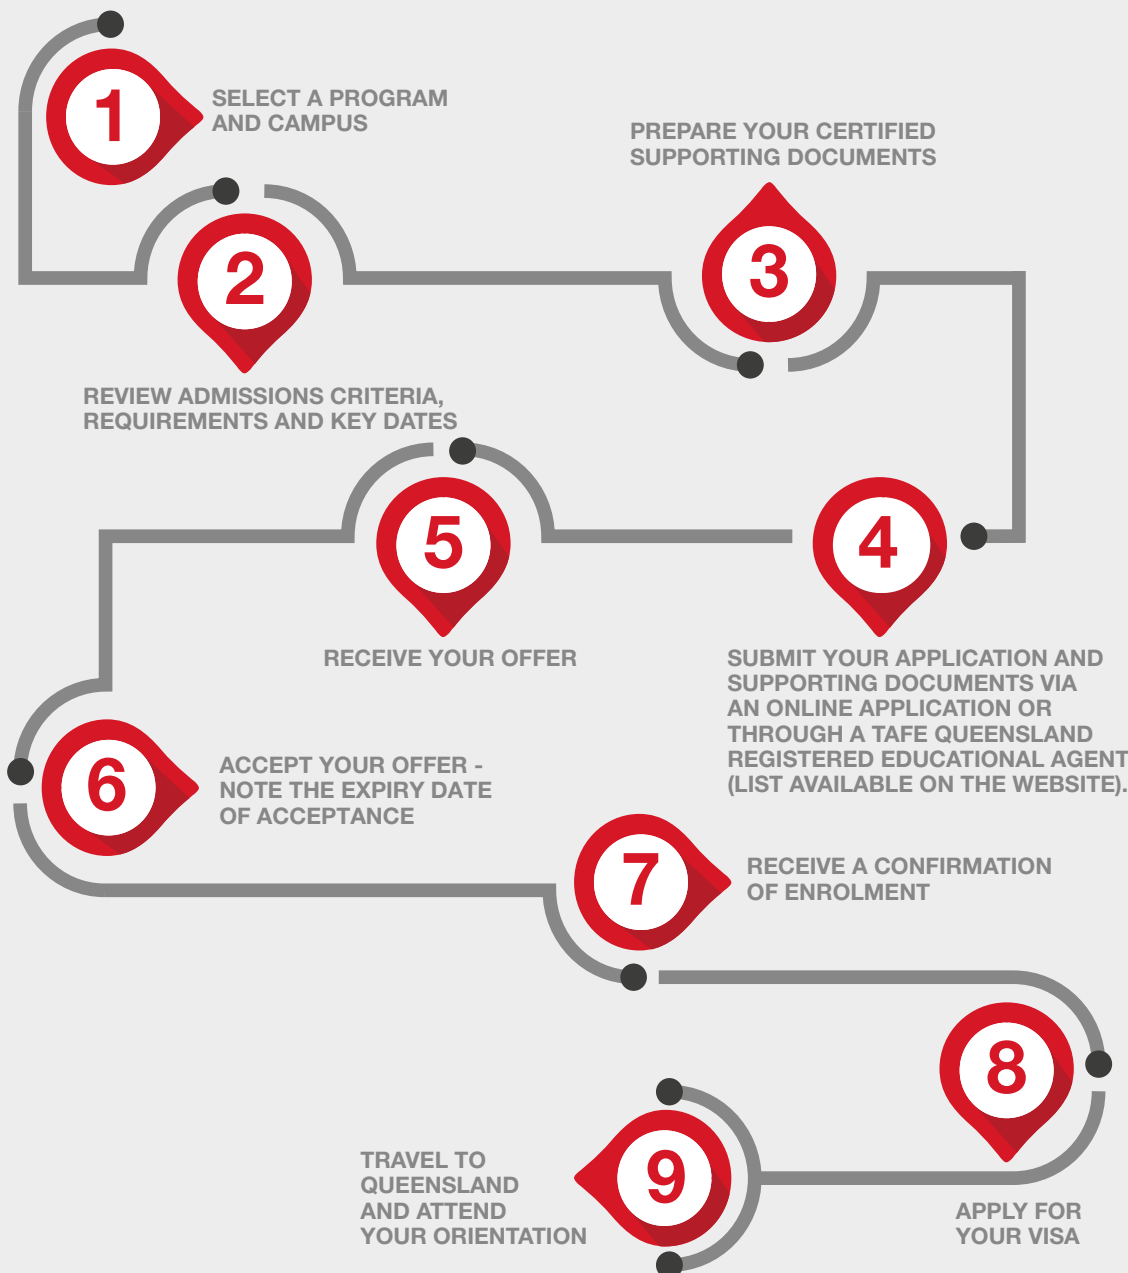 1
SELECT A PROGRAM
AND CAMPUS
2
REVIEW ADMISSIONS CRITERIA,
REQUIREMENTS AND KEY DATES
3
PREPARE YOUR CERTIFIED
SUPPORTING DOCUMENTS
4
SUBMIT YOUR APPLICATION AND
SUPPORTING DOCUMENTS VIA
AN ONLINE APPLICATION OR
THROUGH A TAFE QUEENSLAND
REGISTERED EDUCATIONAL AGENT
(LIST AVAILABLE ON THE WEBSITE).
5
RECEIVE YOUR OFFER
6
ACCEPT YOUR OFFER -
NOTE THE EXPIRY DATE
OF ACCEPTANCE
7
RECEIVE A CONFIRMATION
OF ENROLMENT
8
APPLY FOR
YOUR VISA
9
TRAVEL TO
QUEENSLAND
AND ATTEND
YOUR ORIENTATION